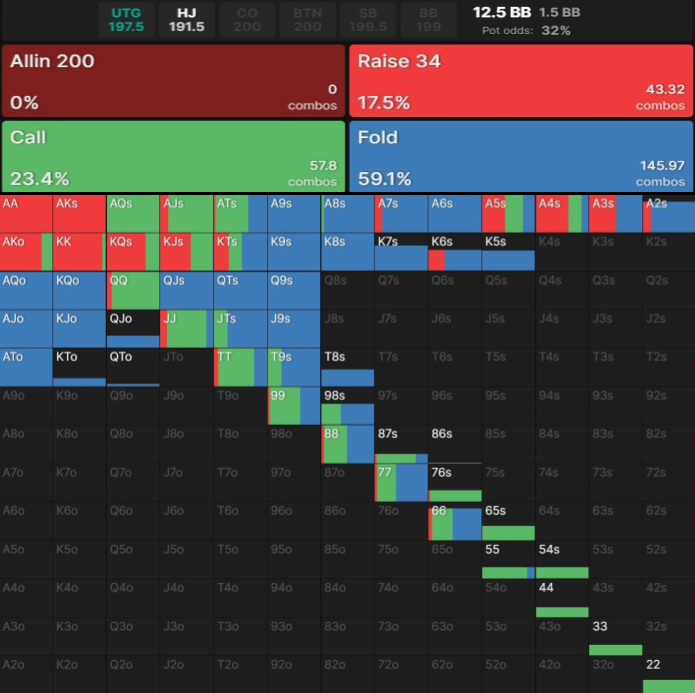 UTG HJ CO BTN SB BB 12.5 BB 1.5 BB
197.5 191.5 200 200 199.5 199 Pot odds: 32%
Allin 200 Raise 34
0 43.32
0% combos 17.5% combos
Call Fold
57.8 145.97
23.4% combos 59.1% combos
AA AKs AQs AJs ATs A9s A8s A7s A6s A5s A4s A3s A2s
AKo KK KQs KJs KTs K9s K8s K7s K6s K5s K4s K3s K2s
AQo KQo QQ QJs QTs Q9s Q8s Q7s Q6s Q5s Q4s Q3s Q2s
AJo KJo QJo JJ JTs J9s J8s J7s J6s J5s J4s J3s J2s
ATo KTo QTo JTo TT T9s T8s T7s T6s T5s T4s T3s T2s
A9o K9o Q9o J9o T9o 99 98s 97s 96s 95s 94s 93s 92s
A8o K8o Q8o J8o T8o 98o 88 87s 86s 85s 84s 83s 82s
A7o K7o Q7o J7o T7o 97o 87o 77 76s 75s 74s 73s 72s
A6o K6o Q6o J6o T6o 96o 86o 76o 66 65s 64s 63s 62s
A5o K5o Q5o J5o T5o 95o 85o 75o 65o 55 54s 53s 52s
A4o K4o Q4o J4o T4o 94o 84o 74o 64o 54o 44 43s 42s
A3o K3o Q3o J3o T3o 93o 83o 73o 63o 53o 43o 33 32s
A2o K2o Q2o J2o T2o 92o 82o 72o 62o 52o 42o 32o 22